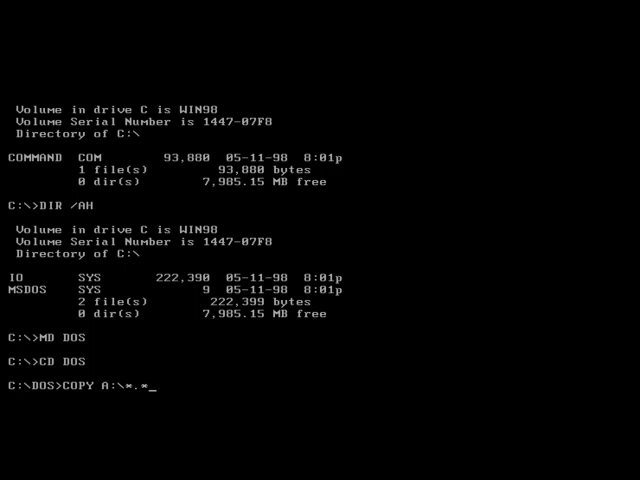 Volume in drive C is WIN98
Volume Serial Number is 1447-07F8
Directory of C:\
COMMAND  COM        93,880  05-11-98  8:01p
1 file(s)         93,880 bytes
0 dir(s)        7,985.15 MB free
C:\>DIR /AH
Volume in drive C is WIN98
Volume Serial Number is 1447-07F8
Directory of C:\
IO       SYS       222,390  05-11-98  8:01p
MSDOS    SYS             9  05-11-98  8:01p
2 file(s)        222,399 bytes
0 dir(s)        7,985.15 MB free
C:\>MD DOS
C:\>CD DOS
C:\DOS>COPY A:\*.*_